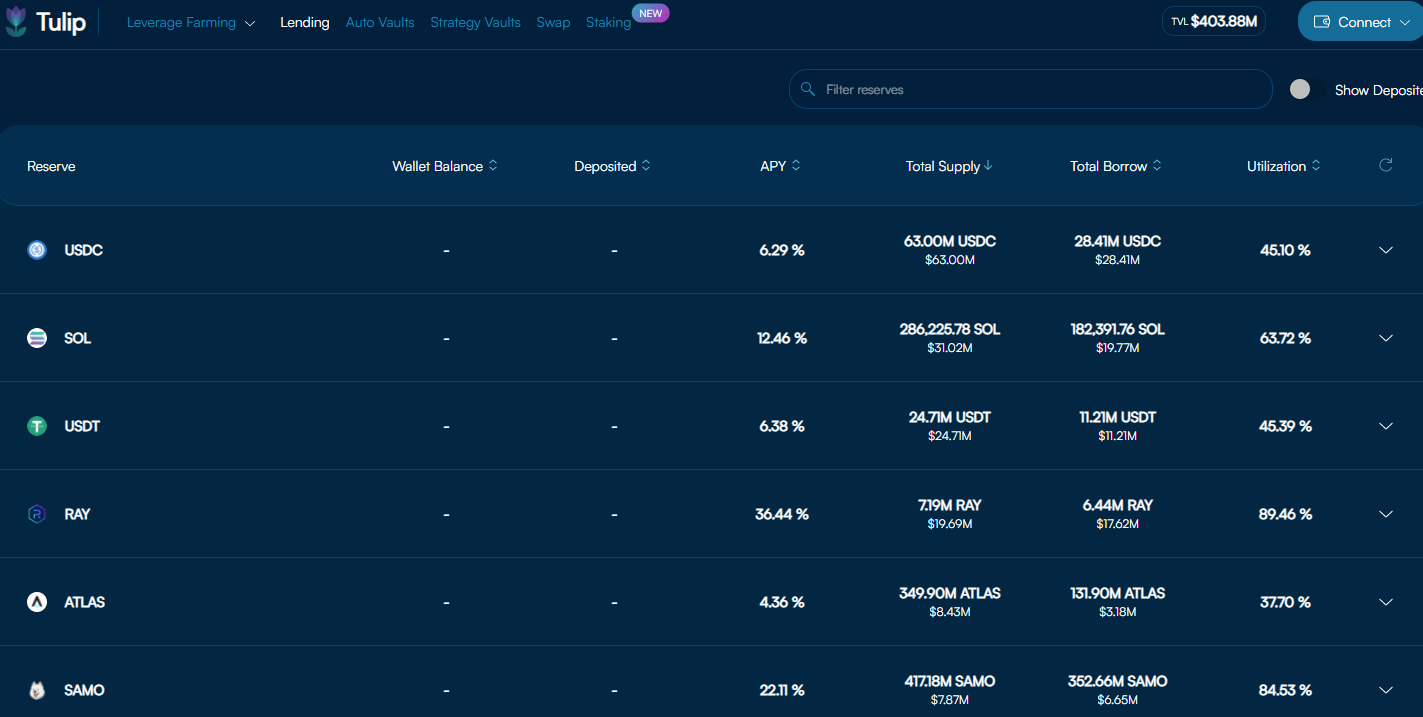 Tulip Leverage Farming Lending Auto Vaults Strategy Vaults Swap Staking NEW TVL $403.88M Connect
Filter reserves Show Deposite
Reserve Wallet Balance Deposited APY Total Supply Total Borrow Utilization
USDC - - 6.29 % 63.00M USDC 28.41M USDC 45.10 %
$63.00M $28.41M
SOL - - 12.46 % 286,225.78 SOL 182,391.76 SOL 63.72 %
$31.02M $19.77M
USDT - - 6.38 % 24.71M USDT 11.21M USDT 45.39 %
$24.71M $11.21M
RAY - - 36.44 % 7.19M RAY 6.44M RAY 89.46 %
$19.69M $17.62M
ATLAS - - 4.36 % 349.90M ATLAS 131.90M ATLAS 37.70 %
$8.43M $3.18M
SAMO - - 22.11 % 417.18M SAMO 352.66M SAMO 84.53 %
$7.87M $6.65M